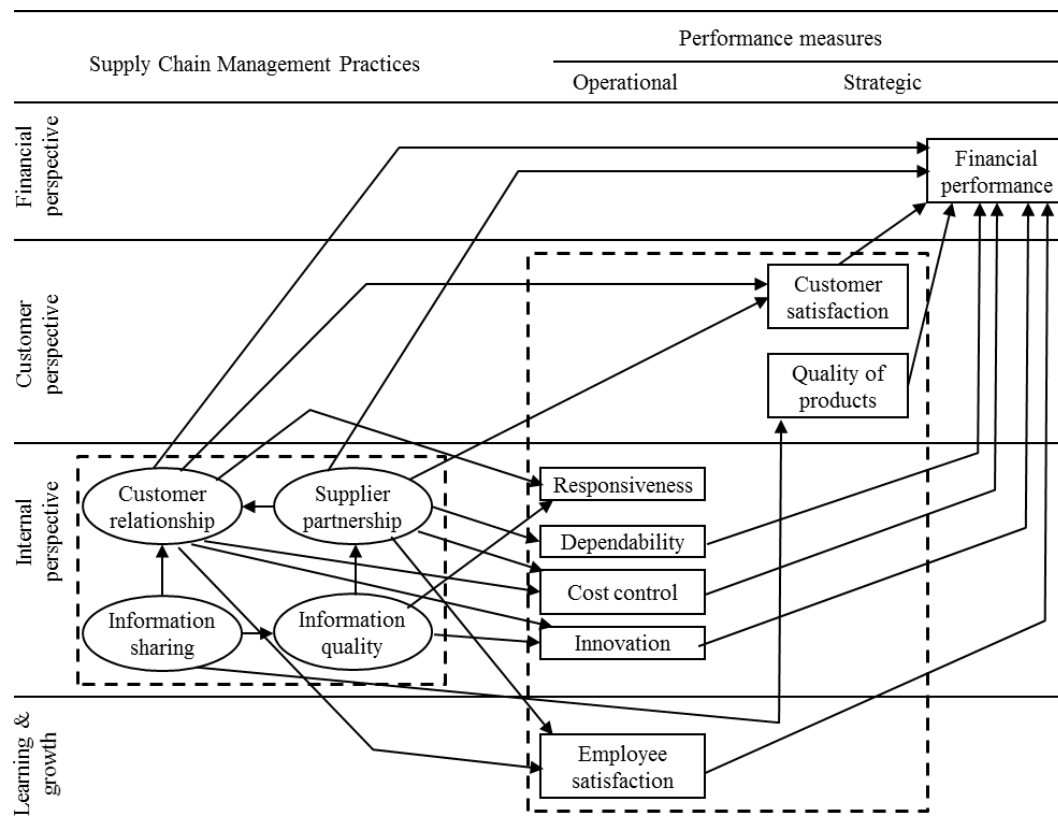 Supply Chain Management Practices
Performance measures
Operational
Strategic
Financial
perspective
Financial
performance
Customer
perspective
Customer
satisfaction
Quality of
products
Internal
perspective
Customer
relationship
Supplier
partnership
Responsiveness
Dependability
Cost control
Information
sharing
Information
quality
Innovation
Learning &
growth
Employee
satisfaction